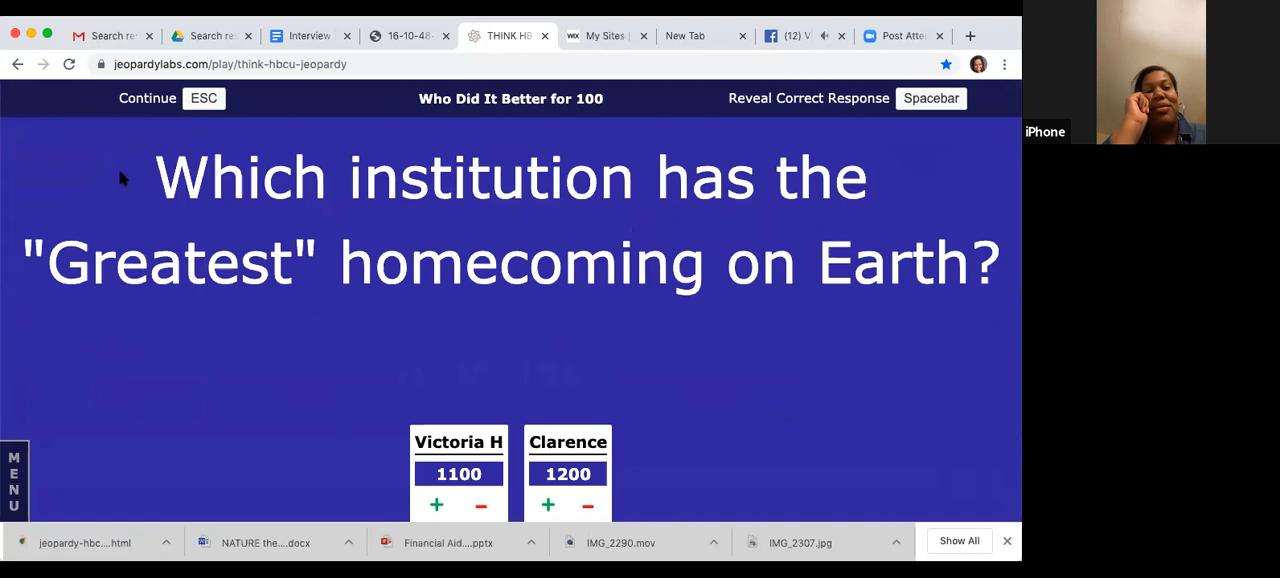 Search re
Search res
Interview
16-10-48-
THINK HB
WIX My Sites
New Tab
(12) V
Post Atte
jeopardylabs.com/play/think-hbcu-jeopardy
Continue ESC
Who Did It Better for 100
Reveal Correct Response Spacebar
iPhone
Which institution has the
"Greatest" homecoming on Earth?
Victoria H Clarence
1100 1200
+ - + -
MENU
jeopardy-hbc....html
NATURE the....docx
Financial Aid....pptx
IMG_2290.mov
IMG_2307.jpg
Show All